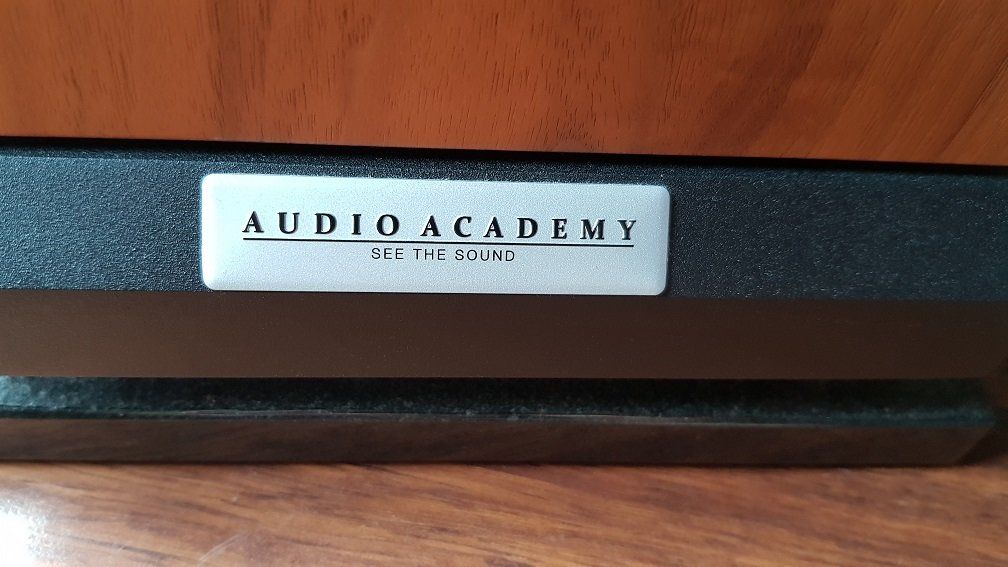 AUDIO ACADEMY
SEE THE SOUND